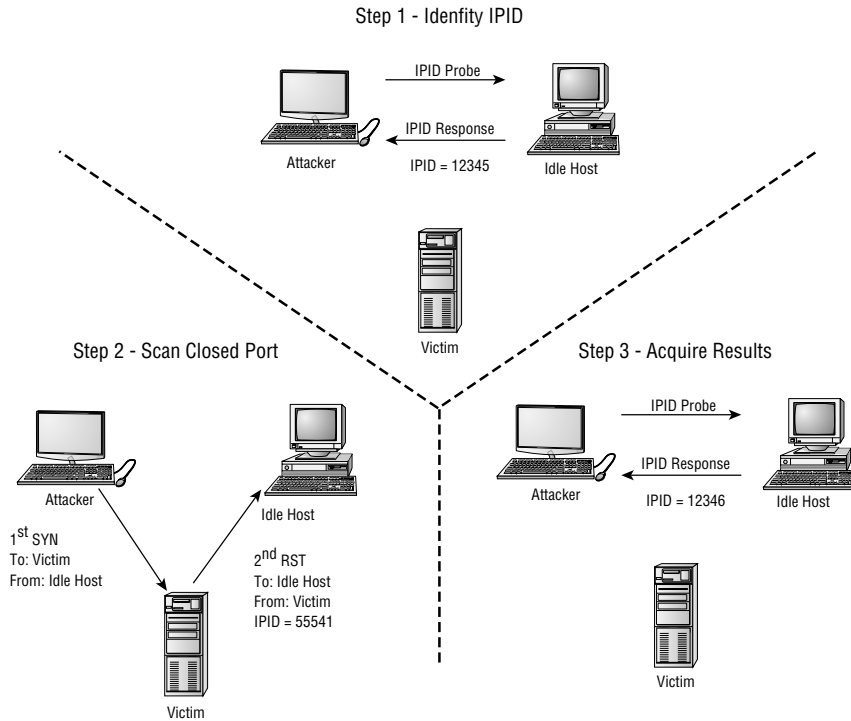 Step 1 - Idenfity IPID
IPID Probe
IPID Response
IPID = 12345
Attacker
Idle Host
Victim
Step 2 - Scan Closed Port
Attacker
Idle Host
1st SYN
To: Victim
From: Idle Host
2nd RST
To: Idle Host
From: Victim
IPID = 55541
Victim
Step 3 - Acquire Results
IPID Probe
IPID Response
IPID = 12346
Attacker
Idle Host
Victim